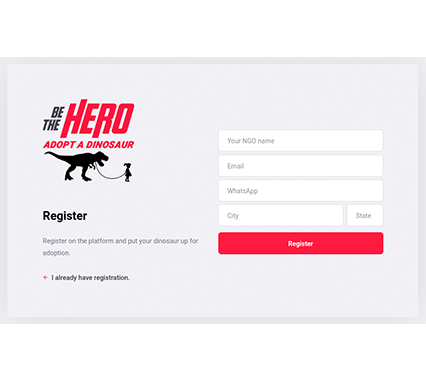 BE
THE HERO
ADOPT A DINOSAUR
Register
Register on the platform and put your dinosaur up for
adoption.
I already have registration.
Your NGO name
Email
WhatsApp
City State
Register